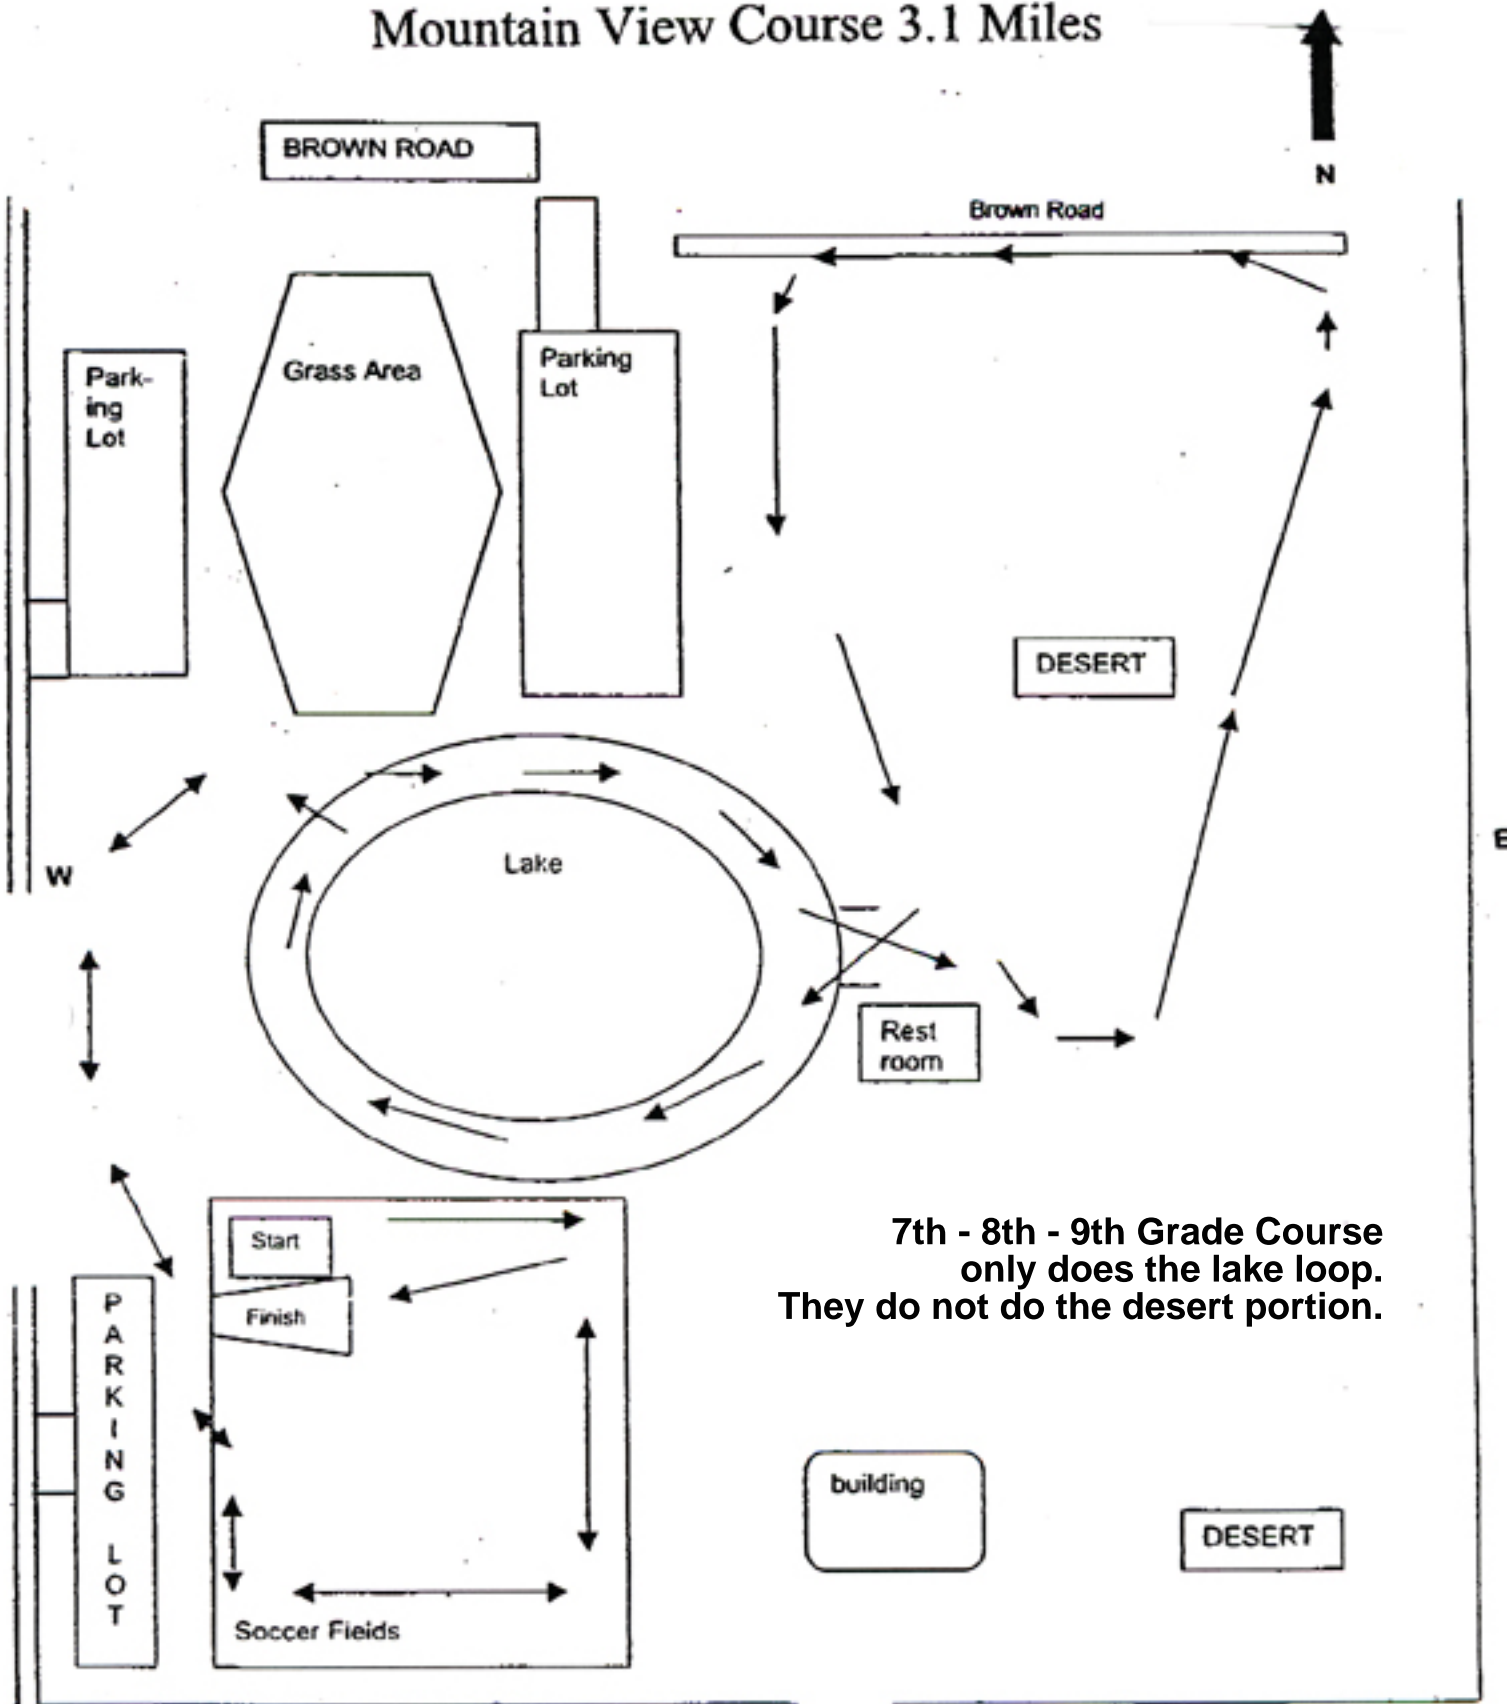 Mountain View Course 3.1 Miles
BROWN ROAD
N
Brown Road
Park-
ing
Lot
Grass Area
Parking
Lot
DESERT
W
E
Lake
Rest
room
Start
Finish
7th - 8th - 9th Grade Course
only does the lake loop.
They do not do the desert portion.
P
A
R
K
I
N
G
L
O
T
building
DESERT
Soccer Fields